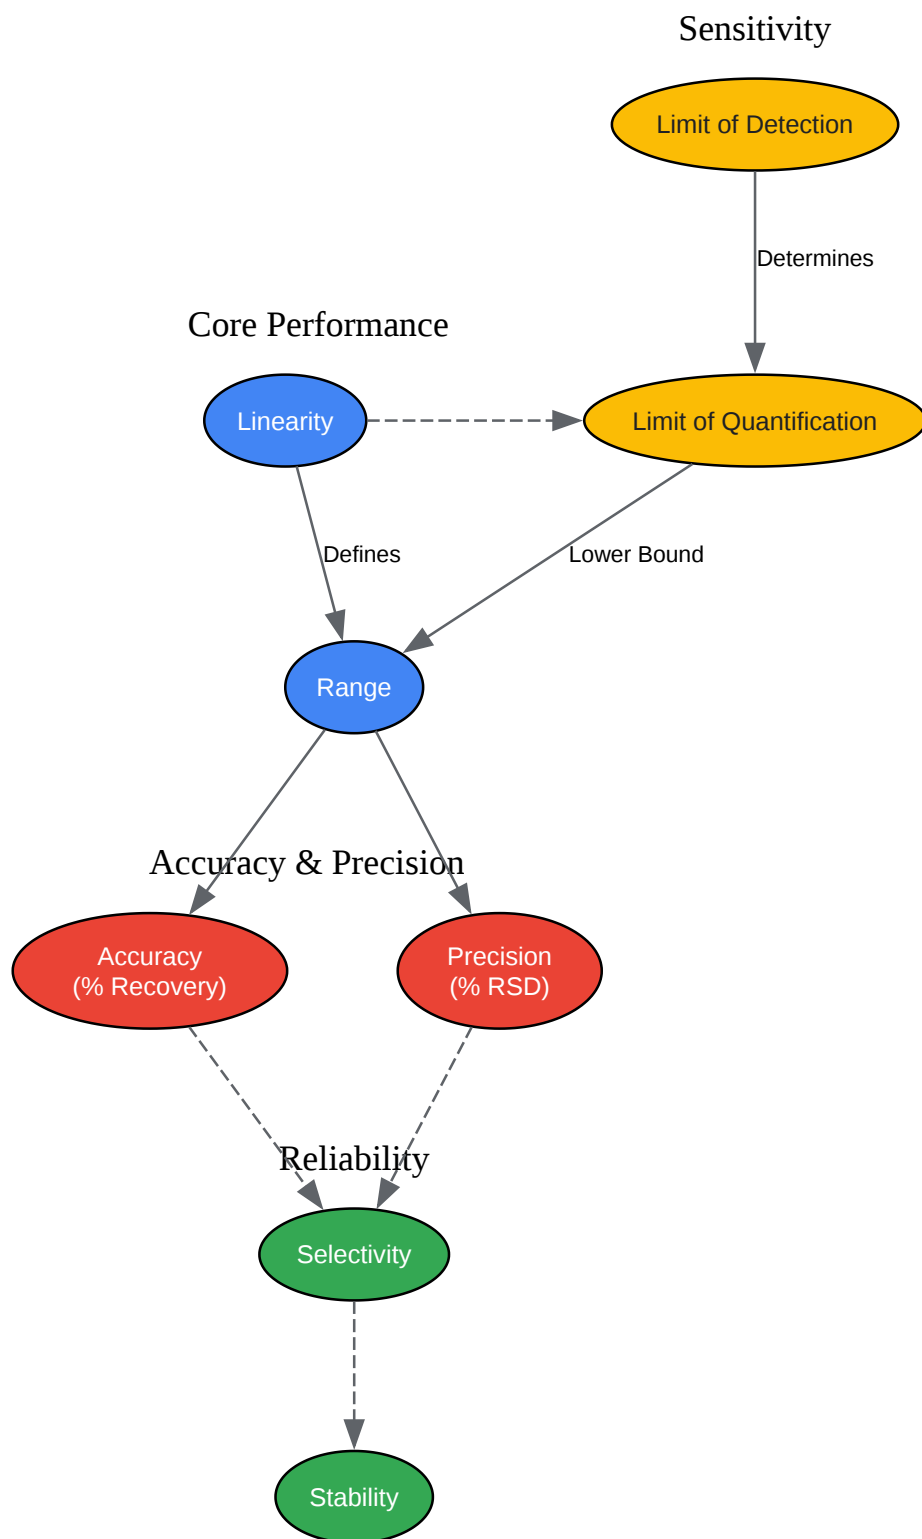 Sensitivity
Limit of Detection
Determines
Core Performance
Linearity
Limit of Quantification
Defines
Lower Bound
Range
Accuracy & Precision
Accuracy
(% Recovery)
Precision
(% RSD)
Reliability
Selectivity
Stability